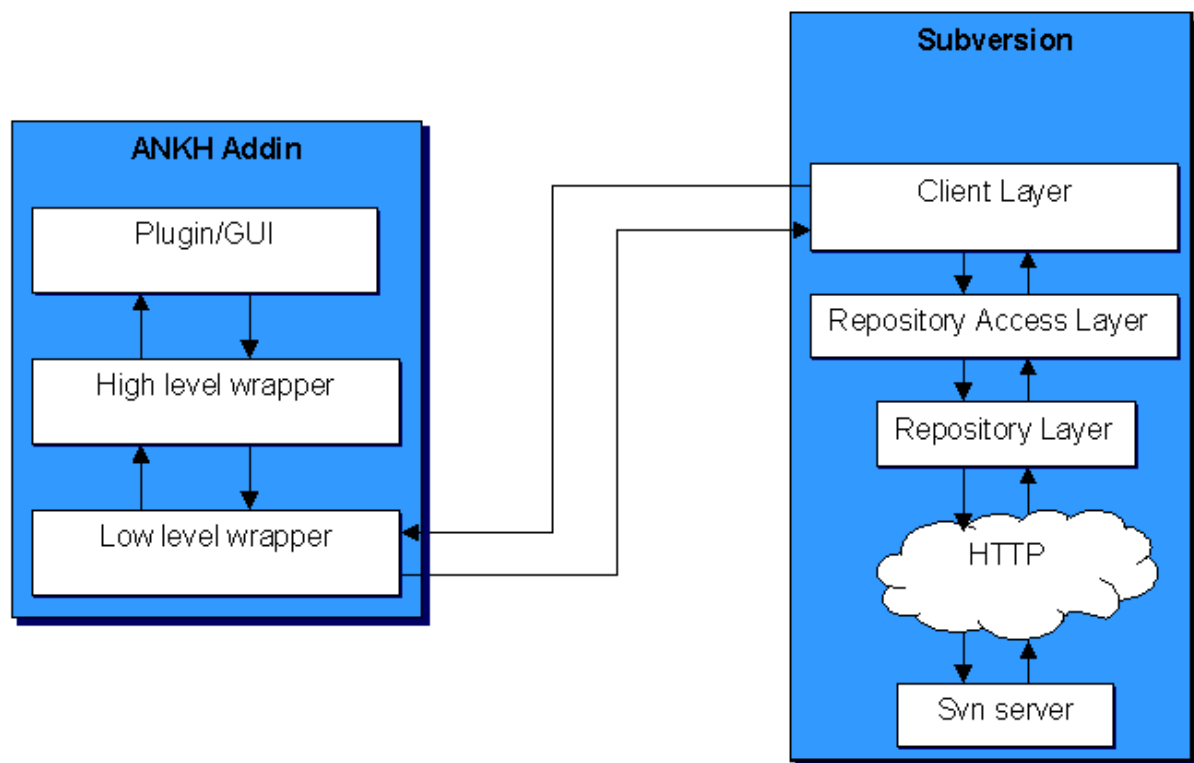 ANKH Addin
Plugin/GUI
High level wrapper
Low level wrapper
Subversion
Client Layer
Repository Access Layer
Repository Layer
HTTP
Svn server